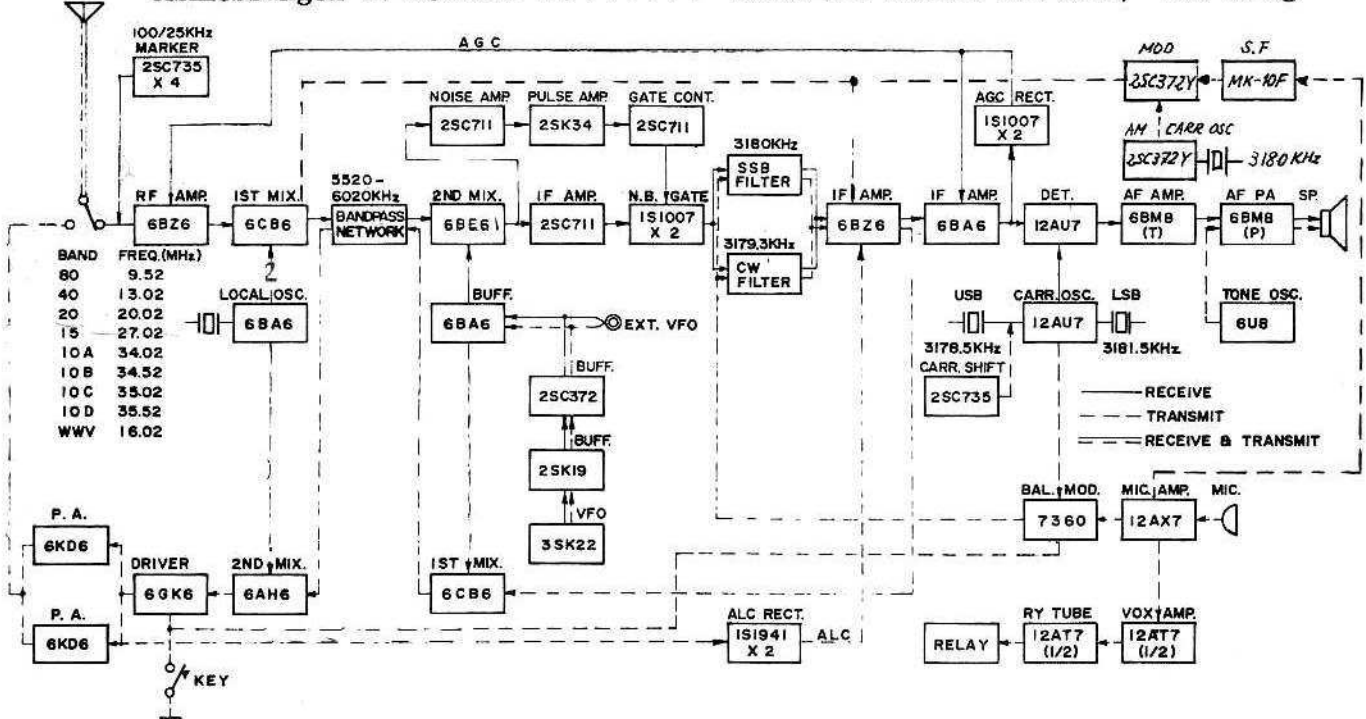 100/25KHz
MARKER
2SC735
X 4
AGC
MOD
2SC372Y
S.F
MK-10F
NOISE AMP.
2SC711
PULSE AMP.
2SK34
GATE CONT.
2SC711
AGC RECT.
1S1007
X 2
AM CARR OSC
2SC372Y
3180 KHz
3180KHz
SSB
FILTER
3179.3KHz
CW
FILTER
RF AMP.
6BZ6
1ST MIX.
6CB6
5520-
6020KHz
BANDPASS
NETWORK
2ND MIX.
6BE6
IF AMP.
2SC711
N.B. GATE
1S1007
X 2
IF AMP.
6BZ6
IF AMP.
6BA6
DET.
12AU7
AF AMP.
6BM8
(T)
AF PA
6BM8
(P)
SP.
BAND FREQ.(MHz)
80 9.52
40 13.02
20 20.02
15 27.02
10A 34.02
10B 34.52
10C 35.02
10D 35.52
WWV 16.02
2
LOCAL OSC.
6BA6
BUFF.
6BA6
EXT. VFO
BUFF.
2SC372
BUFF.
2SK19
VFO
3SK22
USB
3178.5KHz
CARR. OSC.
12AU7
LSB
3181.5KHz
CARR. SHIFT
2SC735
TONE OSC.
6U8
RECEIVE
TRANSMIT
RECEIVE & TRANSMIT
P. A.
6KD6
P. A.
6KD6
DRIVER
6GK6
2ND MIX.
6AH6
1ST MIX.
6CB6
BAL. MOD.
7360
MIC. AMP.
12AX7
MIC.
ALC RECT.
1S1941
X 2
ALC
RELAY
RY TUBE
12AT7
(1/2)
VOX AMP.
12AT7
(1/2)
KEY